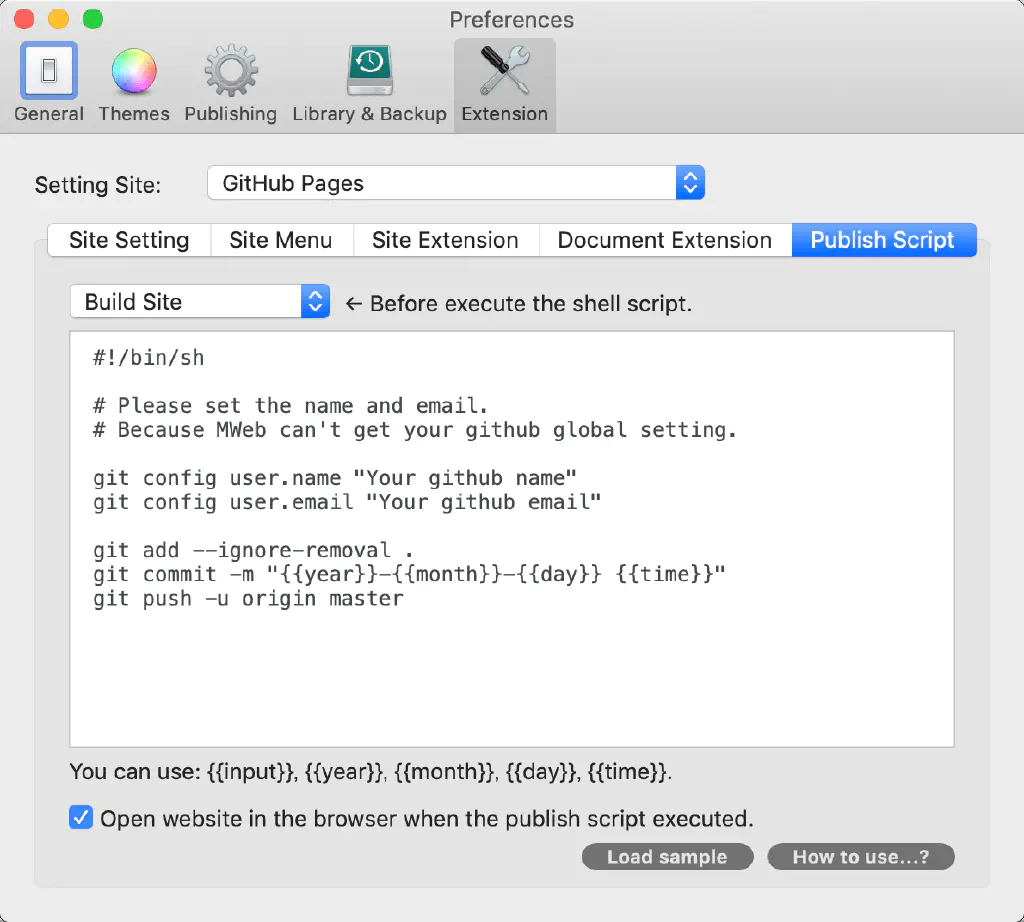 Preferences
General Themes Publishing Library & Backup Extension
Setting Site: GitHub Pages
Site Setting Site Menu Site Extension Document Extension Publish Script
Build Site ← Before execute the shell script.
#!/bin/sh
# Please set the name and email.
# Because MWeb can't get your github global setting.
git config user.name "Your github name"
git config user.email "Your github email"
git add --ignore-removal .
git commit -m "{{year}}-{{month}}-{{day}} {{time}}"
git push -u origin master
You can use: {{input}}, {{year}}, {{month}}, {{day}}, {{time}}.
Open website in the browser when the publish script executed.
Load sample How to use...?